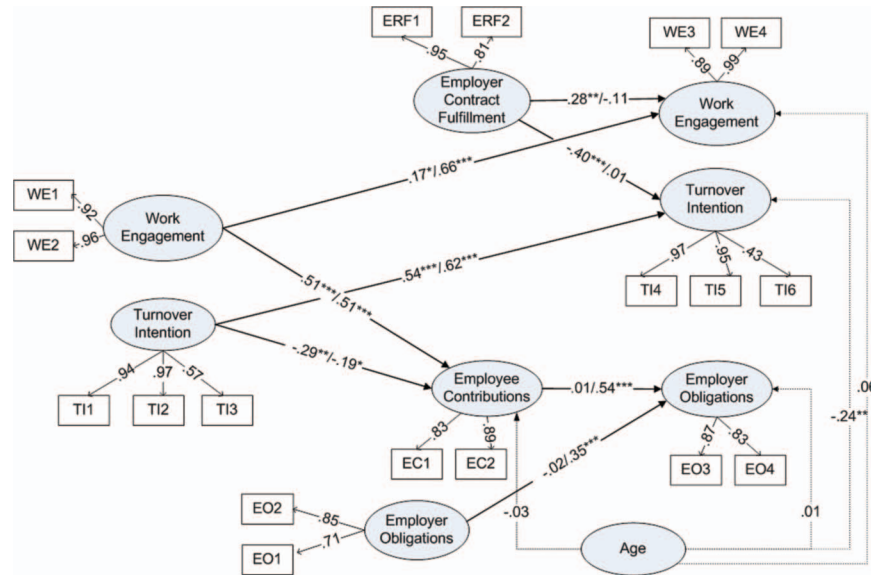 ERF1
ERF2
WE3
WE4
.95
.81
.89
.99
Employer
Contract
Fulfillment
.28**/-.11
Work
Engagement
.17*/.66***
-.40***/.01
WE1
WE2
.92
.96
Work
Engagement
Turnover
Intention
.54***/.62***
.97
.95
.43
TI4
TI5
TI6
.51***/.51***
Turnover
Intention
-.29**/-.19*
.94
.97
.57
TI1
TI2
TI3
Employee
Contributions
.01/.54***
Employer
Obligations
.06
-.24**
.83
.89
EC1
EC2
.87
.83
EO3
EO4
-.02/.35***
EO2
EO1
.85
.71
Employer
Obligations
-.03
.01
Age